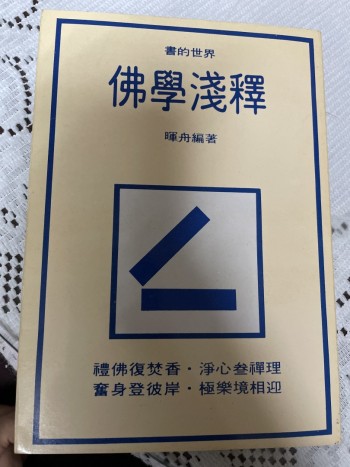 書的世界
佛學淺釋
暉舟編著
禮佛復焚香・淨心叁禪理
奮身登彼岸・極樂境相迎